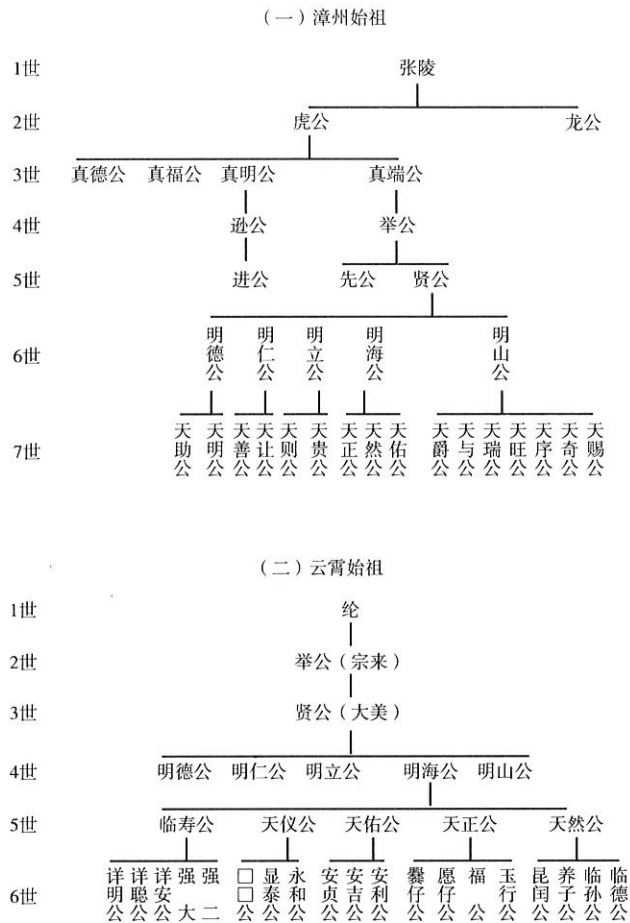 （一）漳州始祖
1世 张陵
2世 虎公 龙公
3世 真德公 真福公 真明公 真端公
4世 逊公 举公
5世 进公 先公 贤公
6世 明德公 明仁公 明立公 明海公 明山公
7世 天助公 天明公 天善公 天让公 天则公 天贵公 天正公 天然公 天佑公 天爵公 天与公 天瑞公 天旺公 天序公 天奇公 天赐公
（二）云霄始祖
1世 纶
2世 举公（宗来）
3世 贤公（大美）
4世 明德公 明仁公 明立公 明海公 明山公
5世 临寿公 天仪公 天佑公 天正公 天然公
6世 详明公 详聪公 详安公 强大 强二 □□公 显泰公 永和公 安贞公 安吉公 安利公 爨仔公 愿仔公 福公 玉行公 昆闰公 养子公 临孙公 临德公